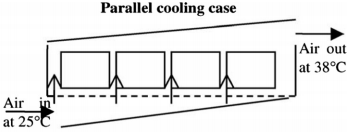 Parallel cooling case
Air out
at 38°C
Air in
at 25°C